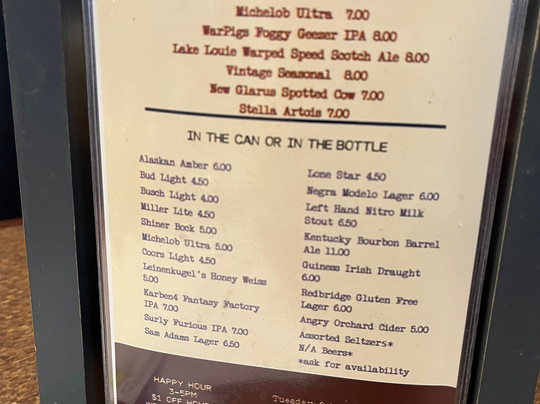 Michelob Ultra 7.00
WarPigs Foggy Geezer IPA 8.00
Lake Louie Warped Speed Scotch Ale 8.00
Vintage Seasonal 8.00
New Glarus Spotted Cow 7.00
Stella Artois 7.00
IN THE CAN OR IN THE BOTTLE
Alaskan Amber 6.00
Bud Light 4.50
Busch Light 4.00
Miller Lite 4.50
Shiner Bock 5.00
Michelob Ultra 5.00
Coors Light 4.50
Leinenkugel's Honey Weiss
5.00
Karben4 Fantasy Factory
IPA 7.00
Surly Furious IPA 7.00
Sam Adams Lager 6.50
Lone Star 4.50
Negra Modelo Lager 6.00
Left Hand Nitro Milk
Stout 6.50
Kentucky Bourbon Barrel
Ale 11.00
Guiness Irish Draught
6.00
Redbridge Gluten Free
Lager 6.00
Angry Orchard Cider 5.00
Assorted Seltzers*
N/A Beers*
*ask for availability
HAPPY HOUR
3-5PM
$1 OFF HOUSE
Tuesday